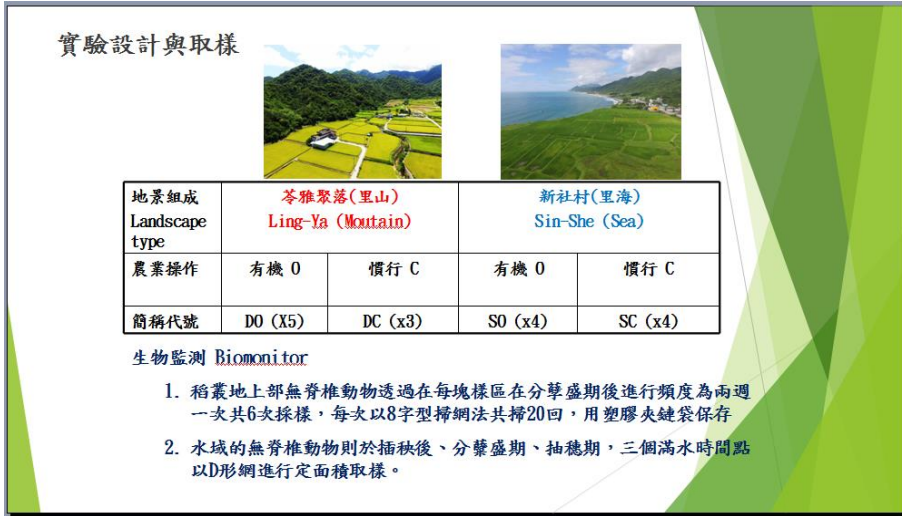 實驗設計與取樣
地景組成
Landscape
type
苓雅聚落(里山)
Ling-Ya (Moutain)
新社村(里海)
Sin-She (Sea)
農業操作
有機 O
慣行 C
有機 O
慣行 C
簡稱代號
DO (X5)
DC (x3)
SO (x4)
SC (x4)
生物監測 Biomonitor
1. 稻叢地上部無脊椎動物透過在每塊樣區在分孽盛期後進行頻度為兩週
一次共6次採樣，每次以8字型掃網法共掃20回，用塑膠夾鏈袋保存
2. 水域的無脊椎動物則於插秧後、分蘗盛期、抽穗期，三個滿水時間點
以D形網進行定面積取樣。